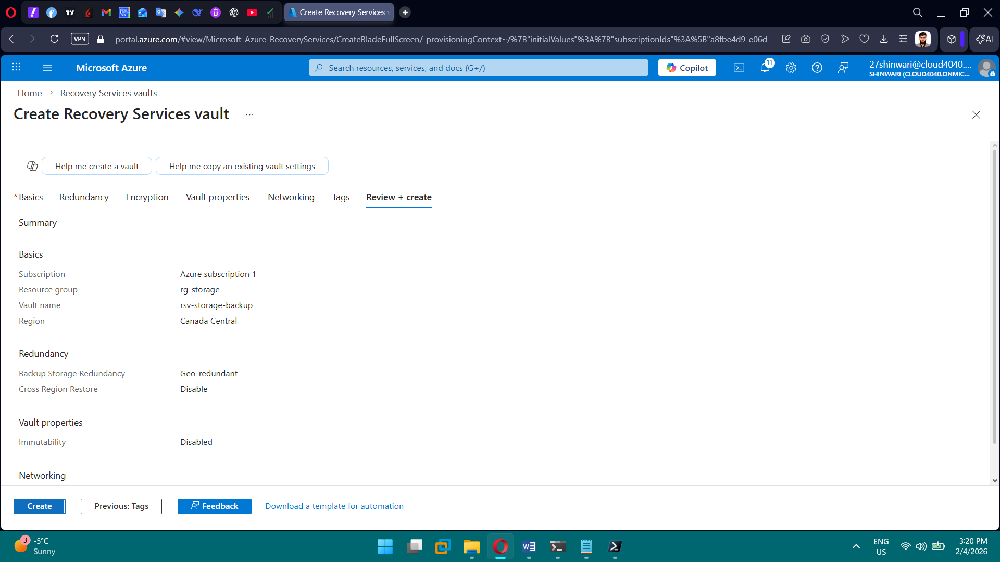 Create Recovery Services v
VPN
portal.azure.com/#view/Microsoft_Azure_RecoveryServices/CreateBladeFullScreen/_provisioningContext~/%7B"initialValues"%3A%7B"subscriptionIds"%3A%5B"a8fbe4d9-e06d-
AI
Microsoft Azure
Search resources, services, and docs (G+/)
Copilot
11
27shinwari@cloud4040....
SHINWARI (CLOUD4040.ONMIC...
Home > Recovery Services vaults
Create Recovery Services vault ...
Help me create a vault
Help me copy an existing vault settings
* Basics Redundancy Encryption Vault properties Networking Tags Review + create
Summary
Basics
Subscription Azure subscription 1
Resource group rg-storage
Vault name rsv-storage-backup
Region Canada Central
Redundancy
Backup Storage Redundancy Geo-redundant
Cross Region Restore Disable
Vault properties
Immutability Disabled
Networking
Create
Previous: Tags
Feedback
Download a template for automation
3
-5°C
Sunny
ENG
US
3:20 PM
2/4/2026